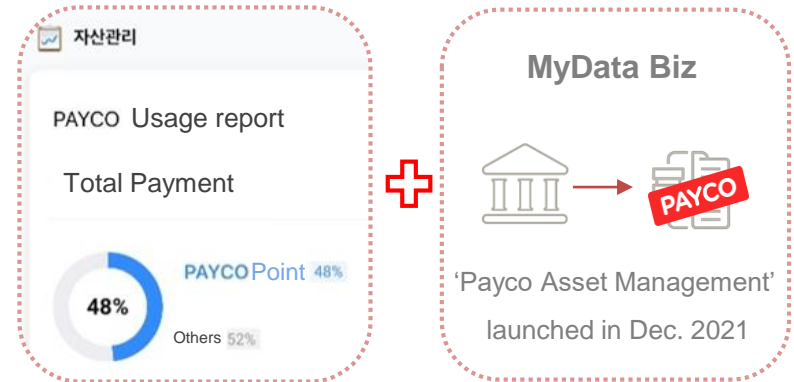 자산관리
PAYCO Usage report
Total Payment
48%
PAYCO Point 48%
Others 52%
MyData Biz
PAYCO
‘Payco Asset Management’
launched in Dec. 2021